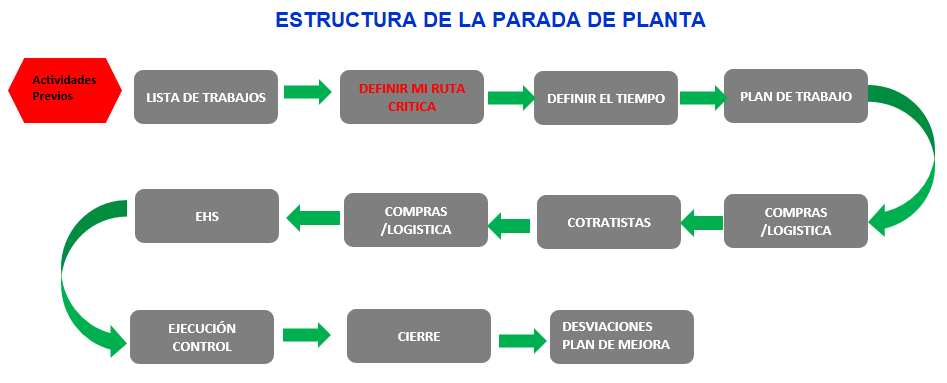 ESTRUCTURA DE LA PARADA DE PLANTA
Actividades
Previos
LISTA DE TRABAJOS
DEFINIR MI RUTA
CRITICA
DEFINIR EL TIEMPO
PLAN DE TRABAJO
COMPRAS
/LOGISTICA
COTRATISTAS
COMPRAS
/LOGISTICA
EHS
EJECUCIÓN
CONTROL
CIERRE
DESVIACIONES
PLAN DE MEJORA